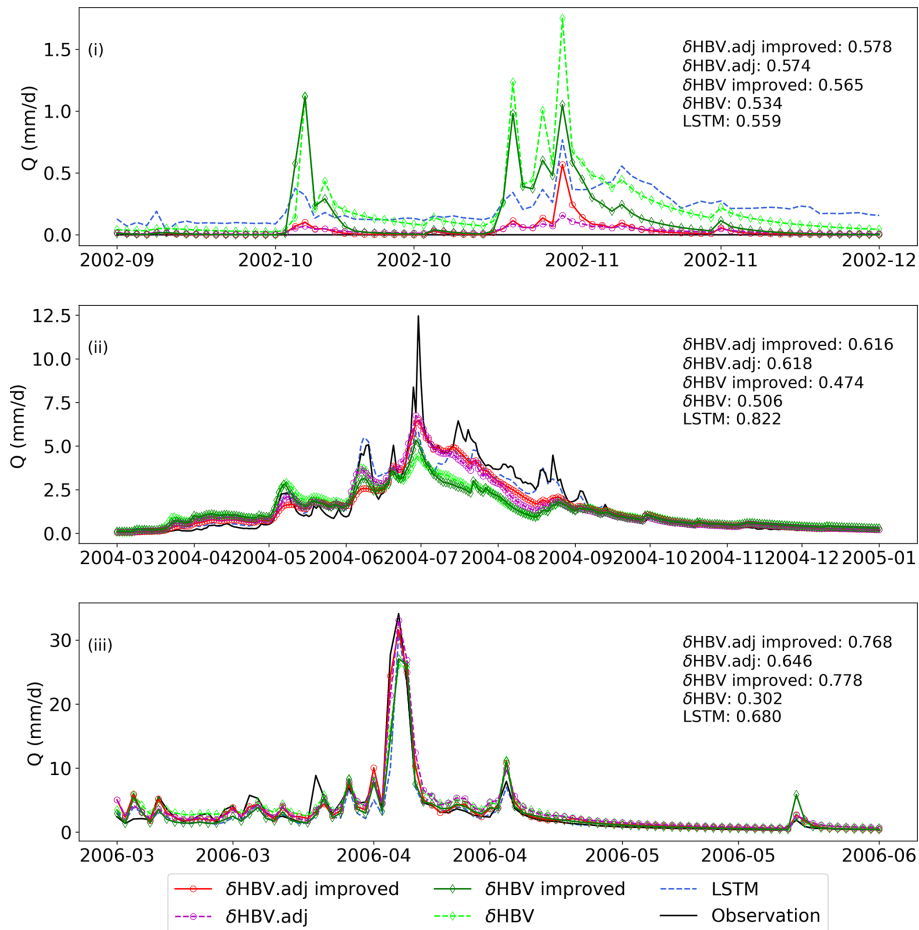 (i)
δHBV.adj improved: 0.578
δHBV.adj: 0.574
δHBV improved: 0.565
δHBV: 0.534
LSTM: 0.559
Q (mm/d)
1.5
1.0
0.5
0.0
2002-09 2002-10 2002-10 2002-11 2002-11 2002-12
(ii)
δHBV.adj improved: 0.616
δHBV.adj: 0.618
δHBV improved: 0.474
δHBV: 0.506
LSTM: 0.822
Q (mm/d)
12.5
10.0
7.5
5.0
2.5
0.0
2004-03 2004-04 2004-05 2004-06 2004-07 2004-08 2004-09 2004-10 2004-11 2004-12 2005-01
(iii)
δHBV.adj improved: 0.768
δHBV.adj: 0.646
δHBV improved: 0.778
δHBV: 0.302
LSTM: 0.680
Q (mm/d)
30
20
10
0
2006-03 2006-03 2006-04 2006-04 2006-05 2006-05 2006-06
δHBV.adj improved δHBV improved LSTM
δHBV.adj δHBV Observation